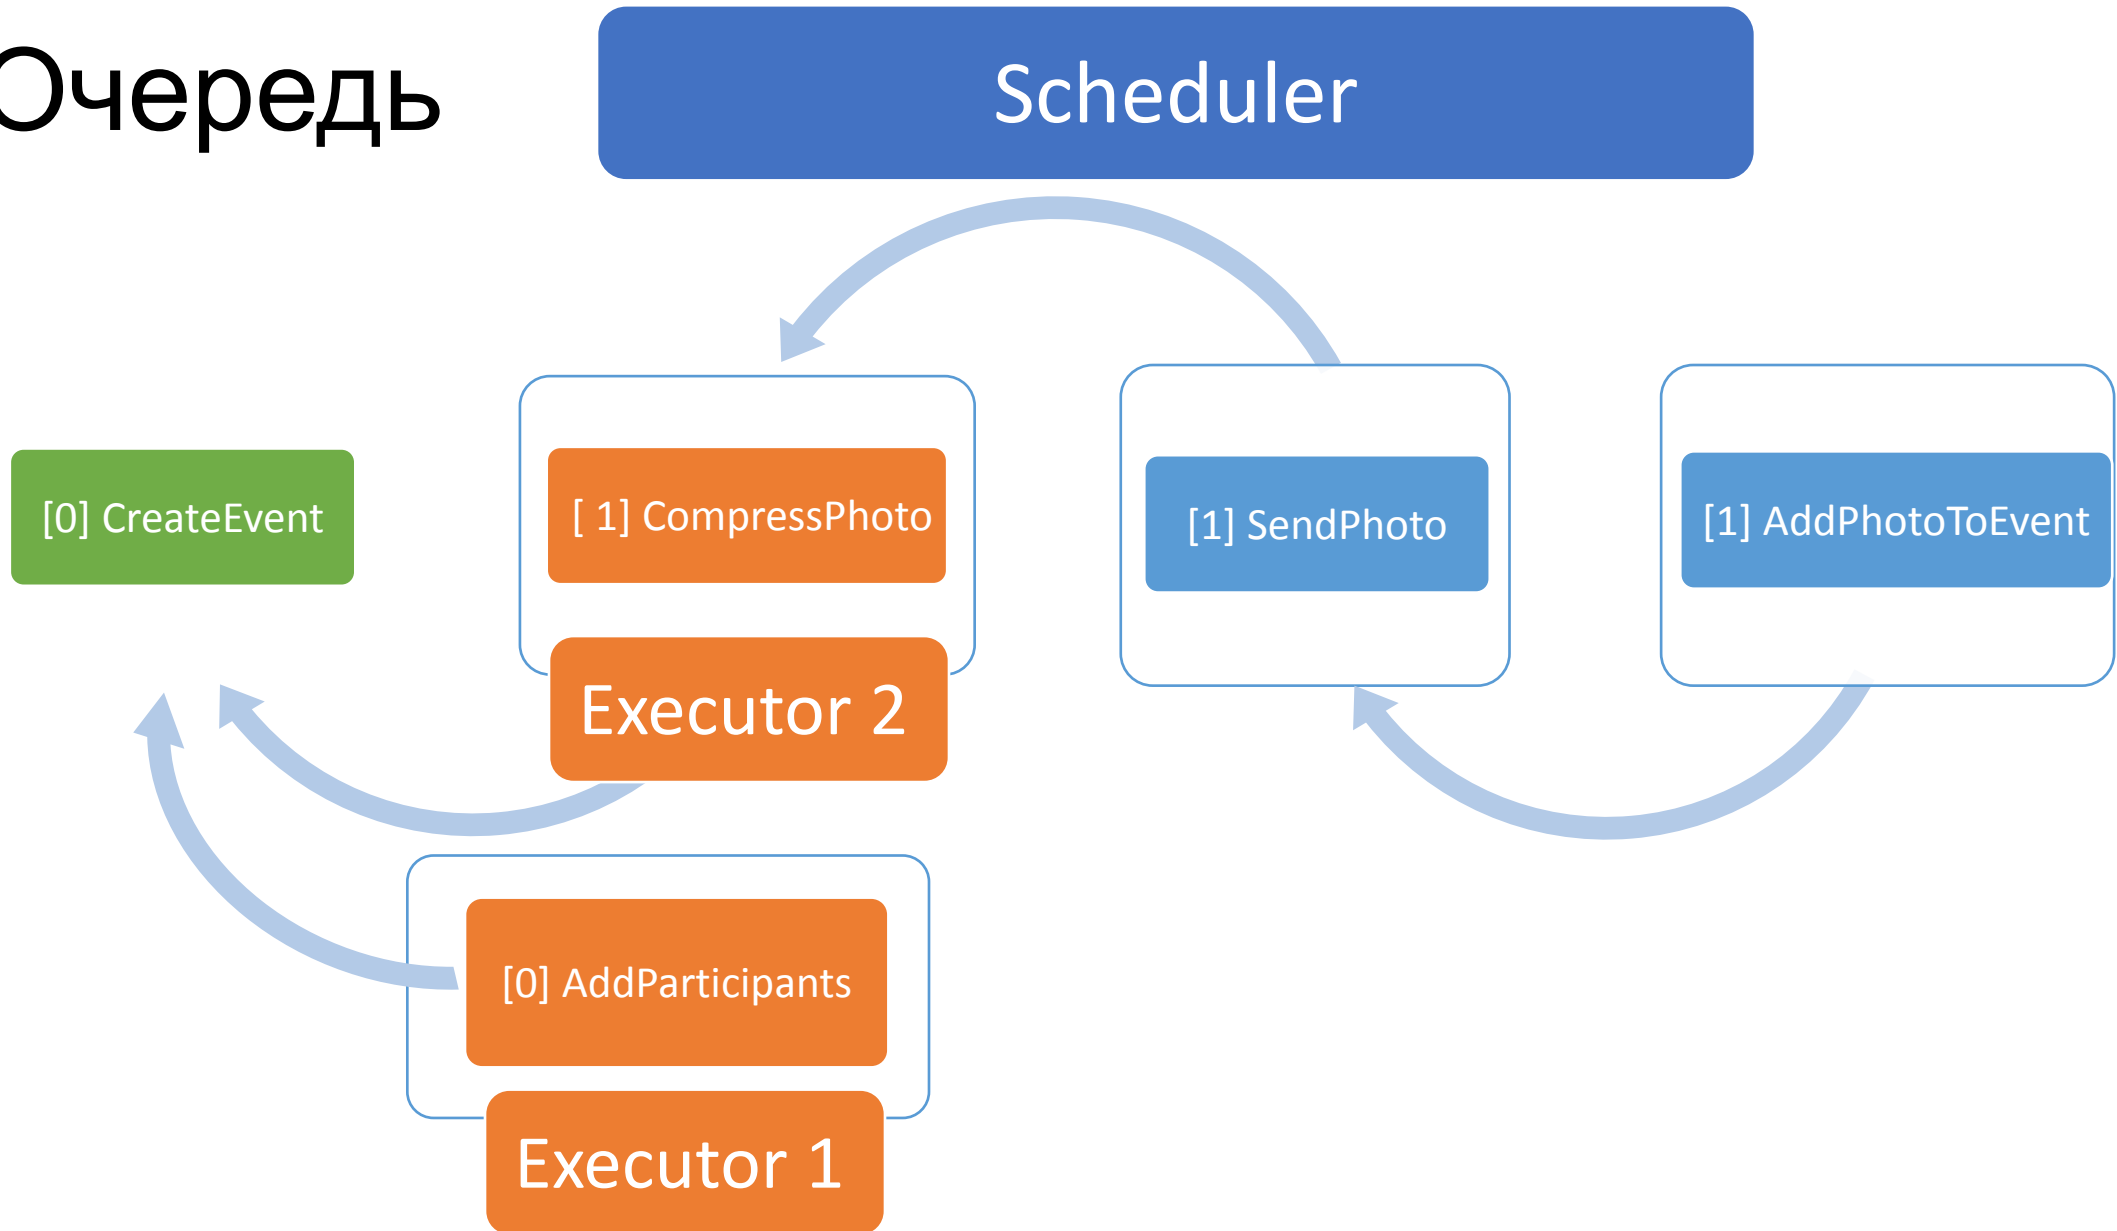 Очередь
Scheduler
[0] CreateEvent
[ 1] CompressPhoto
[1] SendPhoto
[1] AddPhotoToEvent
Executor 2
[0] AddParticipants
Executor 1